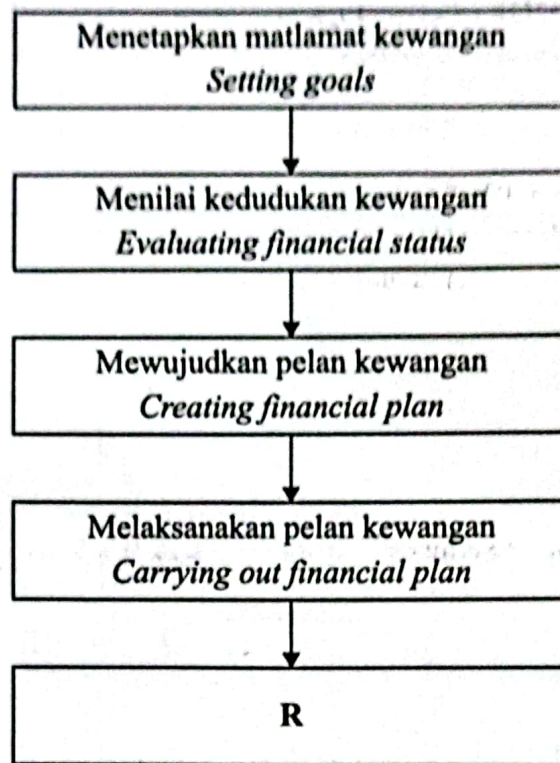 Menetapkan matlamat kewangan
Setting goals
Menilai kedudukan kewangan
Evaluating financial status
Mewujudkan pelan kewangan
Creating financial plan
Melaksanakan pelan kewangan
Carrying out financial plan
R